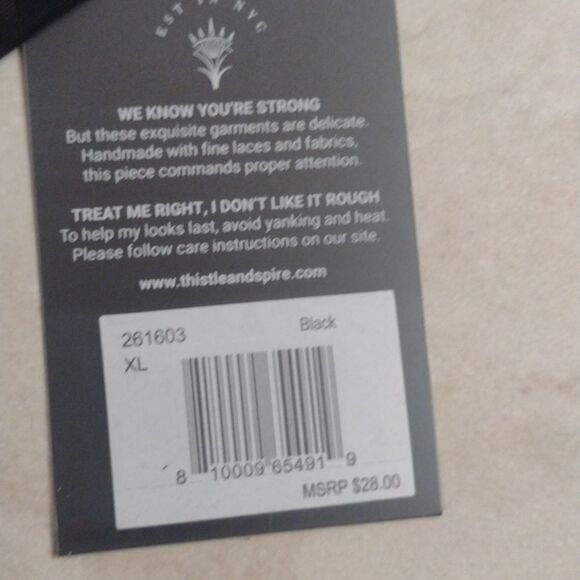 EST IN NYC
WE KNOW YOU'RE STRONG
But these exquisite garments are delicate.
Handmade with fine laces and fabrics,
this piece commands proper attention.
TREAT ME RIGHT, I DON'T LIKE IT ROUGH
To help my looks last, avoid yanking and heat.
Please follow care instructions on our site.
www.thistleandspire.com
261603 Black
XL
8 10009 65491 9
MSRP $28.00